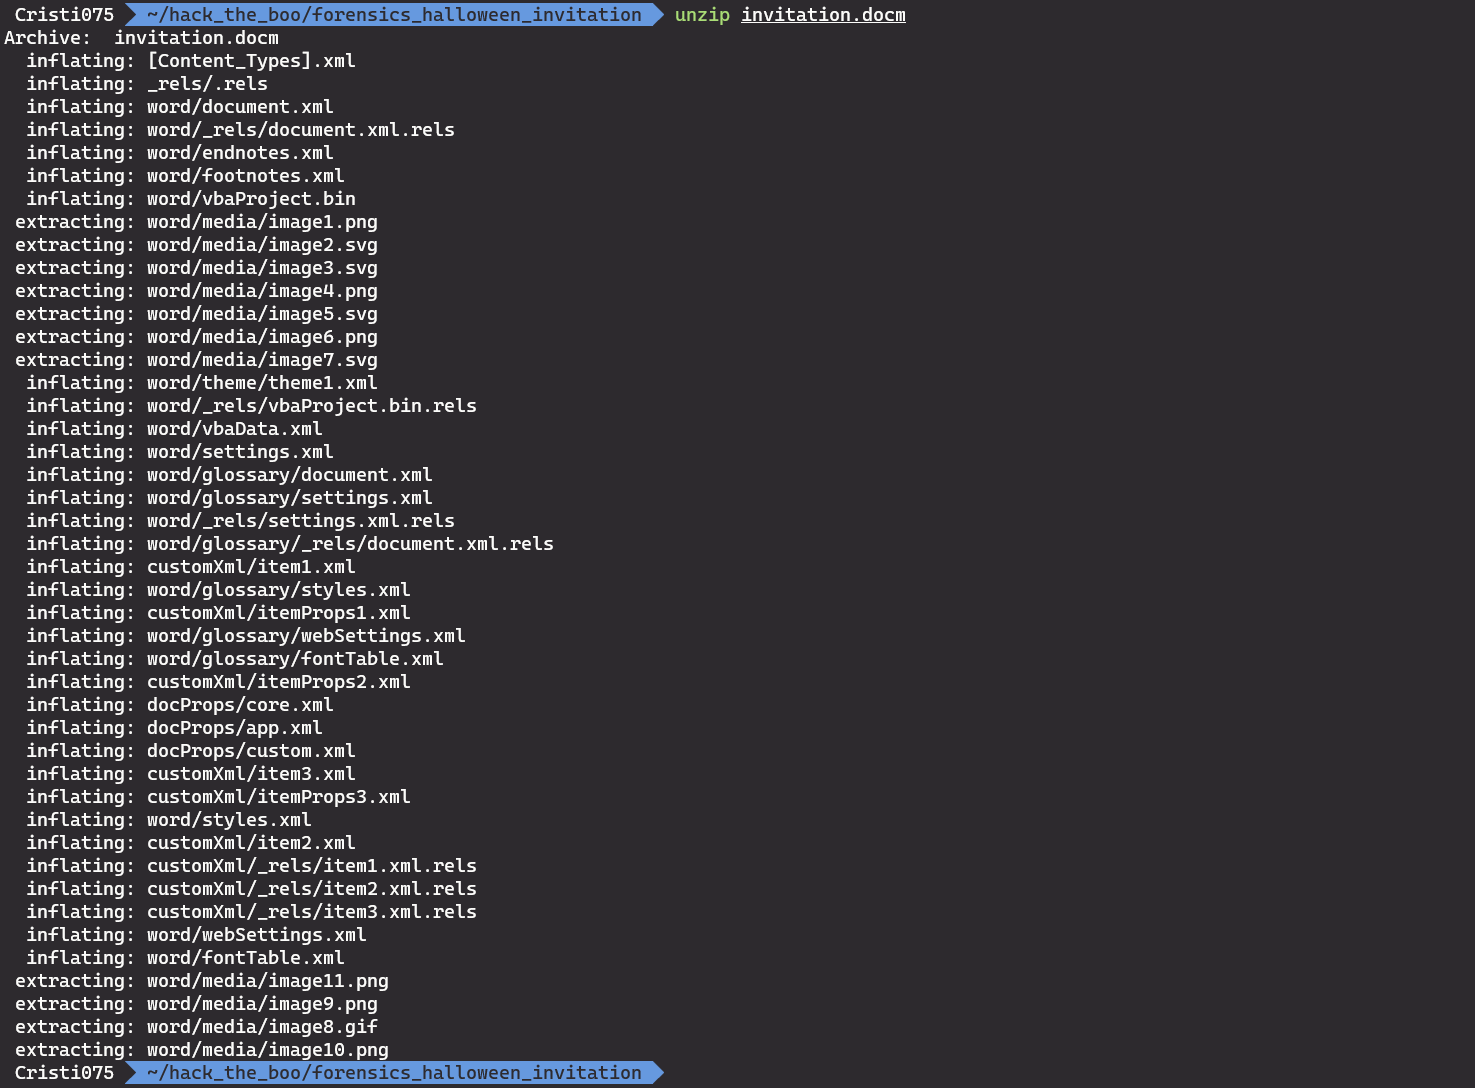 Cristi075 ~/hack_the_boo/forensics_halloween_invitation unzip invitation.docm
Archive:  invitation.docm
  inflating: [Content_Types].xml
  inflating: _rels/.rels
  inflating: word/document.xml
  inflating: word/_rels/document.xml.rels
  inflating: word/endnotes.xml
  inflating: word/footnotes.xml
  inflating: word/vbaProject.bin
 extracting: word/media/image1.png
 extracting: word/media/image2.svg
 extracting: word/media/image3.svg
 extracting: word/media/image4.png
 extracting: word/media/image5.svg
 extracting: word/media/image6.png
 extracting: word/media/image7.svg
  inflating: word/theme/theme1.xml
  inflating: word/_rels/vbaProject.bin.rels
  inflating: word/vbaData.xml
  inflating: word/settings.xml
  inflating: word/glossary/document.xml
  inflating: word/glossary/settings.xml
  inflating: word/_rels/settings.xml.rels
  inflating: word/glossary/_rels/document.xml.rels
  inflating: customXml/item1.xml
  inflating: word/glossary/styles.xml
  inflating: customXml/itemProps1.xml
  inflating: word/glossary/webSettings.xml
  inflating: word/glossary/fontTable.xml
  inflating: customXml/itemProps2.xml
  inflating: docProps/core.xml
  inflating: docProps/app.xml
  inflating: docProps/custom.xml
  inflating: customXml/item3.xml
  inflating: customXml/itemProps3.xml
  inflating: word/styles.xml
  inflating: customXml/item2.xml
  inflating: customXml/_rels/item1.xml.rels
  inflating: customXml/_rels/item2.xml.rels
  inflating: customXml/_rels/item3.xml.rels
  inflating: word/webSettings.xml
  inflating: word/fontTable.xml
 extracting: word/media/image11.png
 extracting: word/media/image9.png
 extracting: word/media/image8.gif
 extracting: word/media/image10.png
Cristi075 ~/hack_the_boo/forensics_halloween_invitation